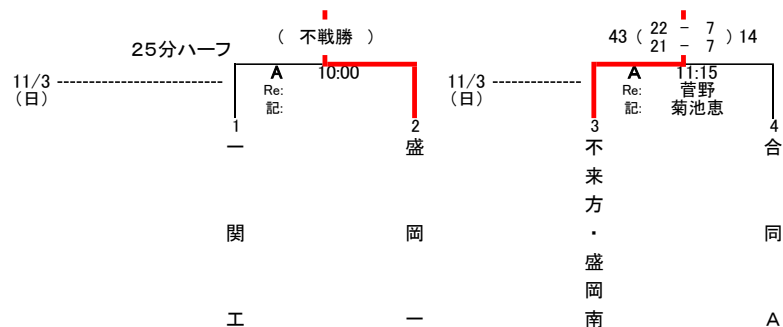 25分ハーフ
( 不戦勝 )
43 ( 22 - 7
21 - 7 ) 14
11/3
(日)
A 10:00
Re:
記:
11/3
(日)
A 11:15
Re: 菅野
記: 菊池恵
1
2
3
4
一関工
盛岡一
不来方・盛岡南
合同A